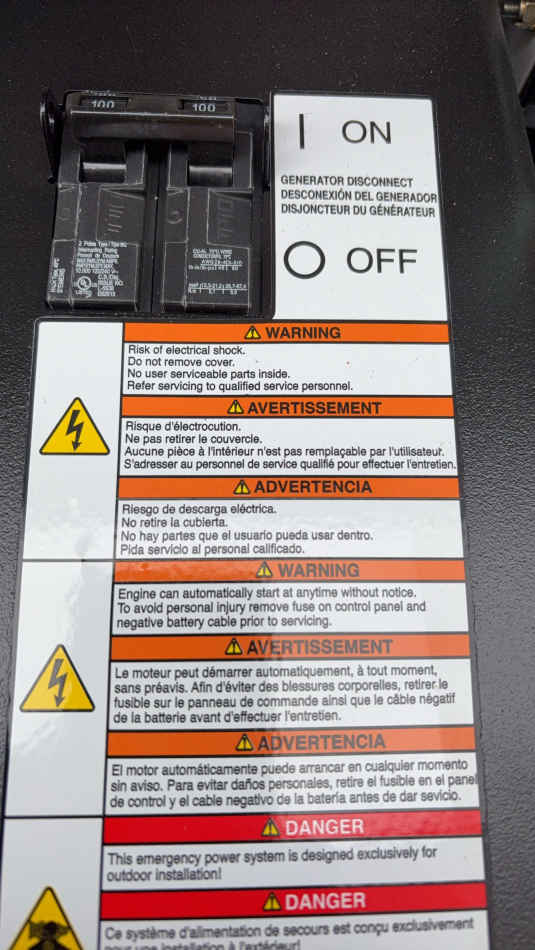 100
100
ON
GENERATOR DISCONNECT
DESCONEXIÓN DEL GENERADOR
DISJONCTEUR DU GÉNÉRATEUR
OFF
2 Poles
Interrupting Rating
WARNING
Risk of electrical shock.
Do not remove cover.
No user serviceable parts inside.
Refer servicing to qualified service personnel.
AVERTISSEMENT
Risque d'électrocution.
Ne pas retirer le couvercle.
Aucune pièce à l'intérieur n'est pas remplaçable par l'utilisateur.
S'adresser au personnel de service qualifié pour effectuer l'entretien.
ADVERTENCIA
Riesgo de descarga eléctrica.
No retire la cubierta.
No hay partes que el usuario pueda usar dentro.
Pida servicio al personal calificado.
WARNING
Engine can automatically start at anytime without notice.
To avoid personal injury remove fuse on control panel and
negative battery cable prior to servicing.
AVERTISSEMENT
Le moteur peut démarrer automatiquement, à tout moment,
sans préavis. Afin d'éviter des blessures corporelles, retirer le
fusible sur le panneau de commande ainsi que le câble négatif
de la batterie avant d'effectuer l'entretien.
ADVERTENCIA
El motor automáticamente puede arrancar en cualquier momento
sin aviso. Para evitar daños personales, retire el fusible en el panel
de control y el cable negativo de la batería antes de dar sevicio.
DANGER
This emergency power system is designed exclusively for
outdoor installation!
DANGER
Ce système d'alimentation de secours est conçu exclusivement
pour une installation à l'extérieur!